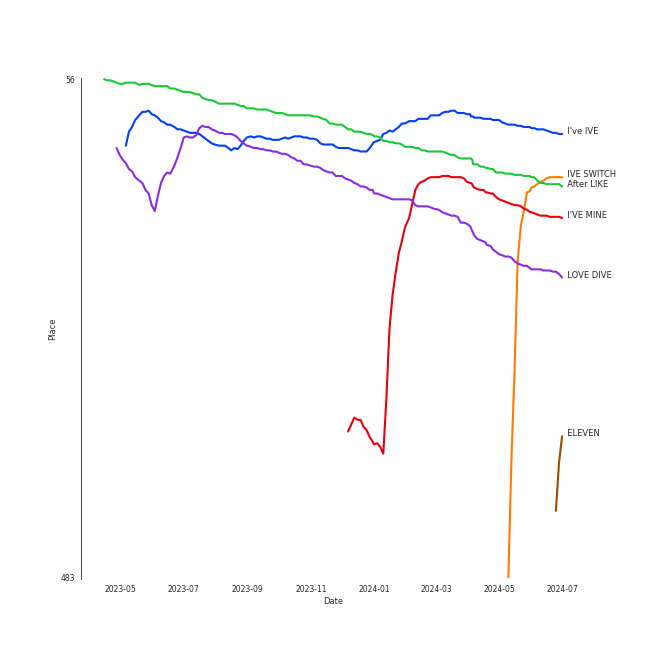 56
I've IVE
IVE SWITCH
After LIKE
I'VE MINE
LOVE DIVE
Place
ELEVEN
483
2023-05 2023-07 2023-09 2023-11 2024-01 2024-03 2024-05 2024-07
Date